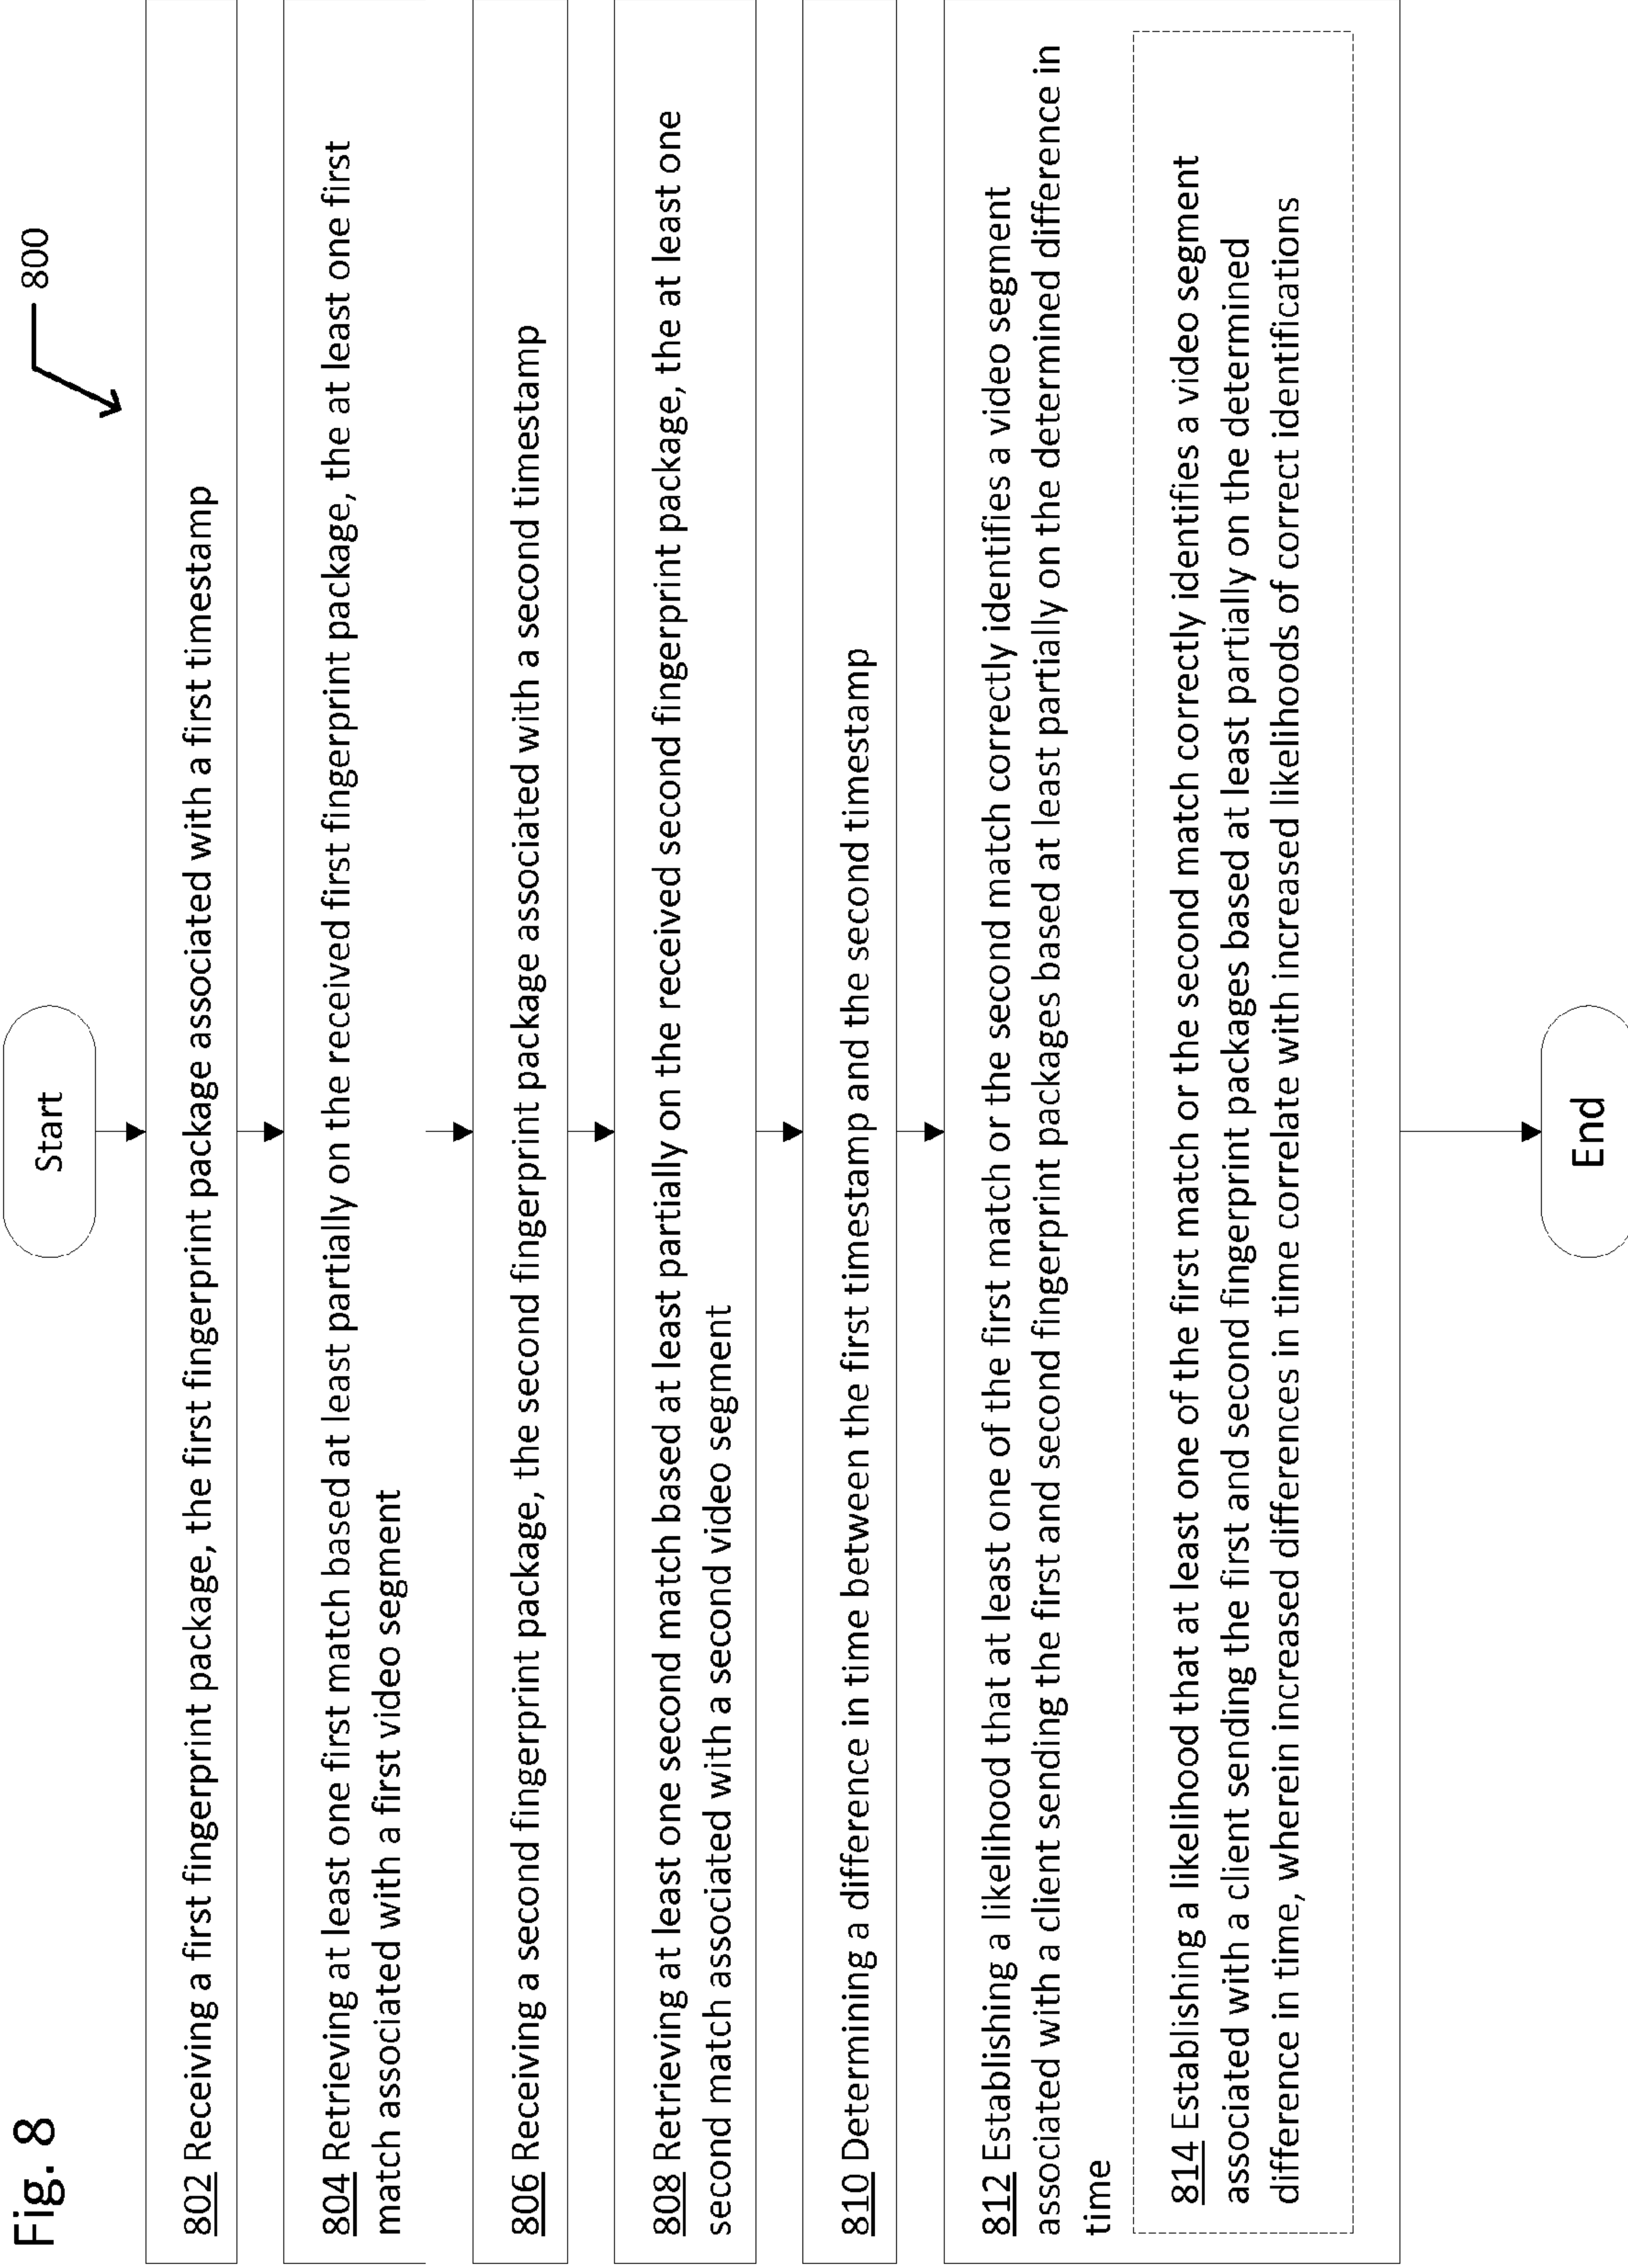 Fig. 8
800
Start
802 Receiving a first fingerprint package, the first fingerprint package associated with a first timestamp
804 Retrieving at least one first match based at least partially on the received first fingerprint package, the at least one first
match associated with a first video segment
806 Receiving a second fingerprint package, the second fingerprint package associated with a second timestamp
808 Retrieving at least one second match based at least partially on the received second fingerprint package, the at least one
second match associated with a second video segment
810 Determining a difference in time between the first timestamp and the second timestamp
812 Establishing a likelihood that at least one of the first match or the second match correctly identifies a video segment
associated with a client sending the first and second fingerprint packages based at least partially on the determined difference in
time
814 Establishing a likelihood that at least one of the first match or the second match correctly identifies a video segment
associated with a client sending the first and second fingerprint packages based at least partially on the determined
difference in time, wherein increased differences in time correlate with increased likelihoods of correct identifications
End